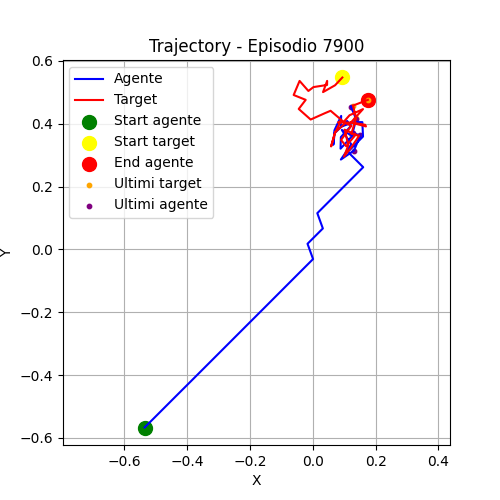 Trajectory - Episodio 7900
Agente
Target
Start agente
Start target
End agente
Ultimi target
Ultimi agente
0.6
0.4
0.2
0.0
−0.2
−0.4
−0.6
Y
−0.6 −0.4 −0.2 0.0 0.2 0.4
X